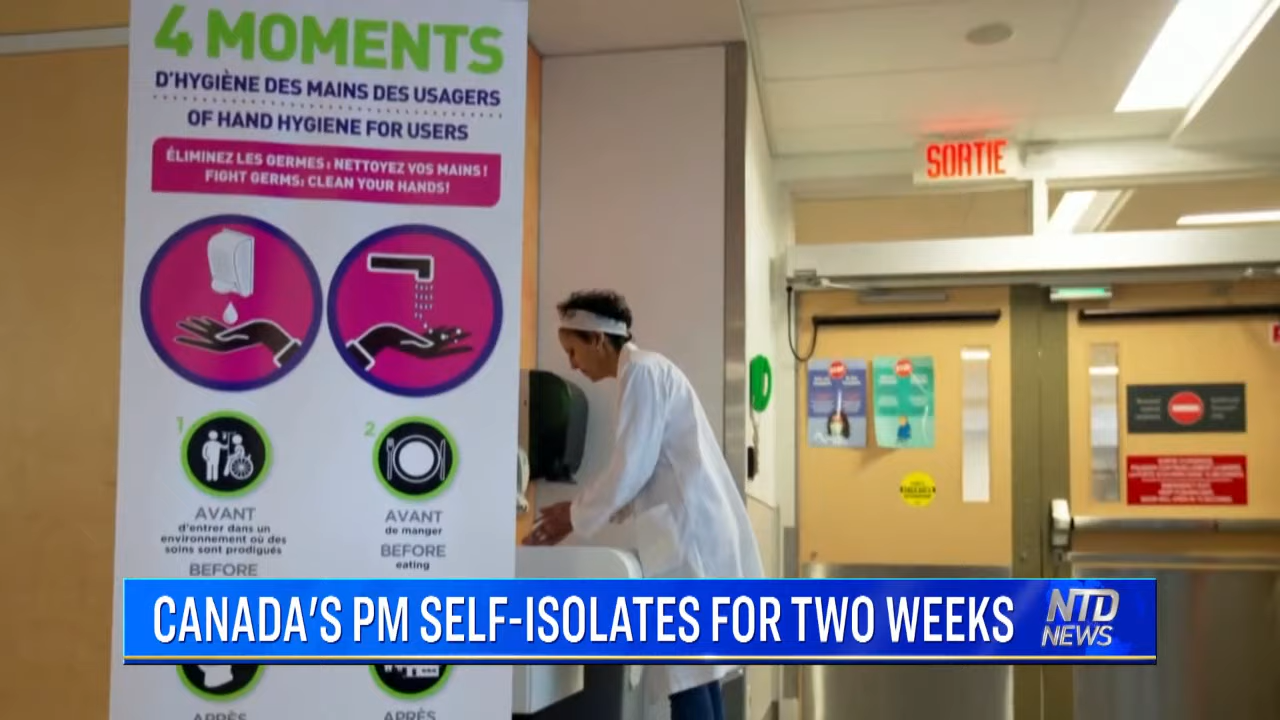 4 MOMENTS
D'HYGIÈNE DES MAINS DES USAGERS
OF HAND HYGIENE FOR USERS
ÉLIMINEZ LES GERMES : NETTOYEZ VOS MAINS !
FIGHT GERMS: CLEAN YOUR HANDS!
SORTIE
1
2
AVANT
d'entrer dans un
environnement où des
soins sont prodigués
BEFORE
AVANT
de manger
BEFORE
eating
CANADA'S PM SELF-ISOLATES FOR TWO WEEKS
NTD
NEWS
APRÈS
APRÈS